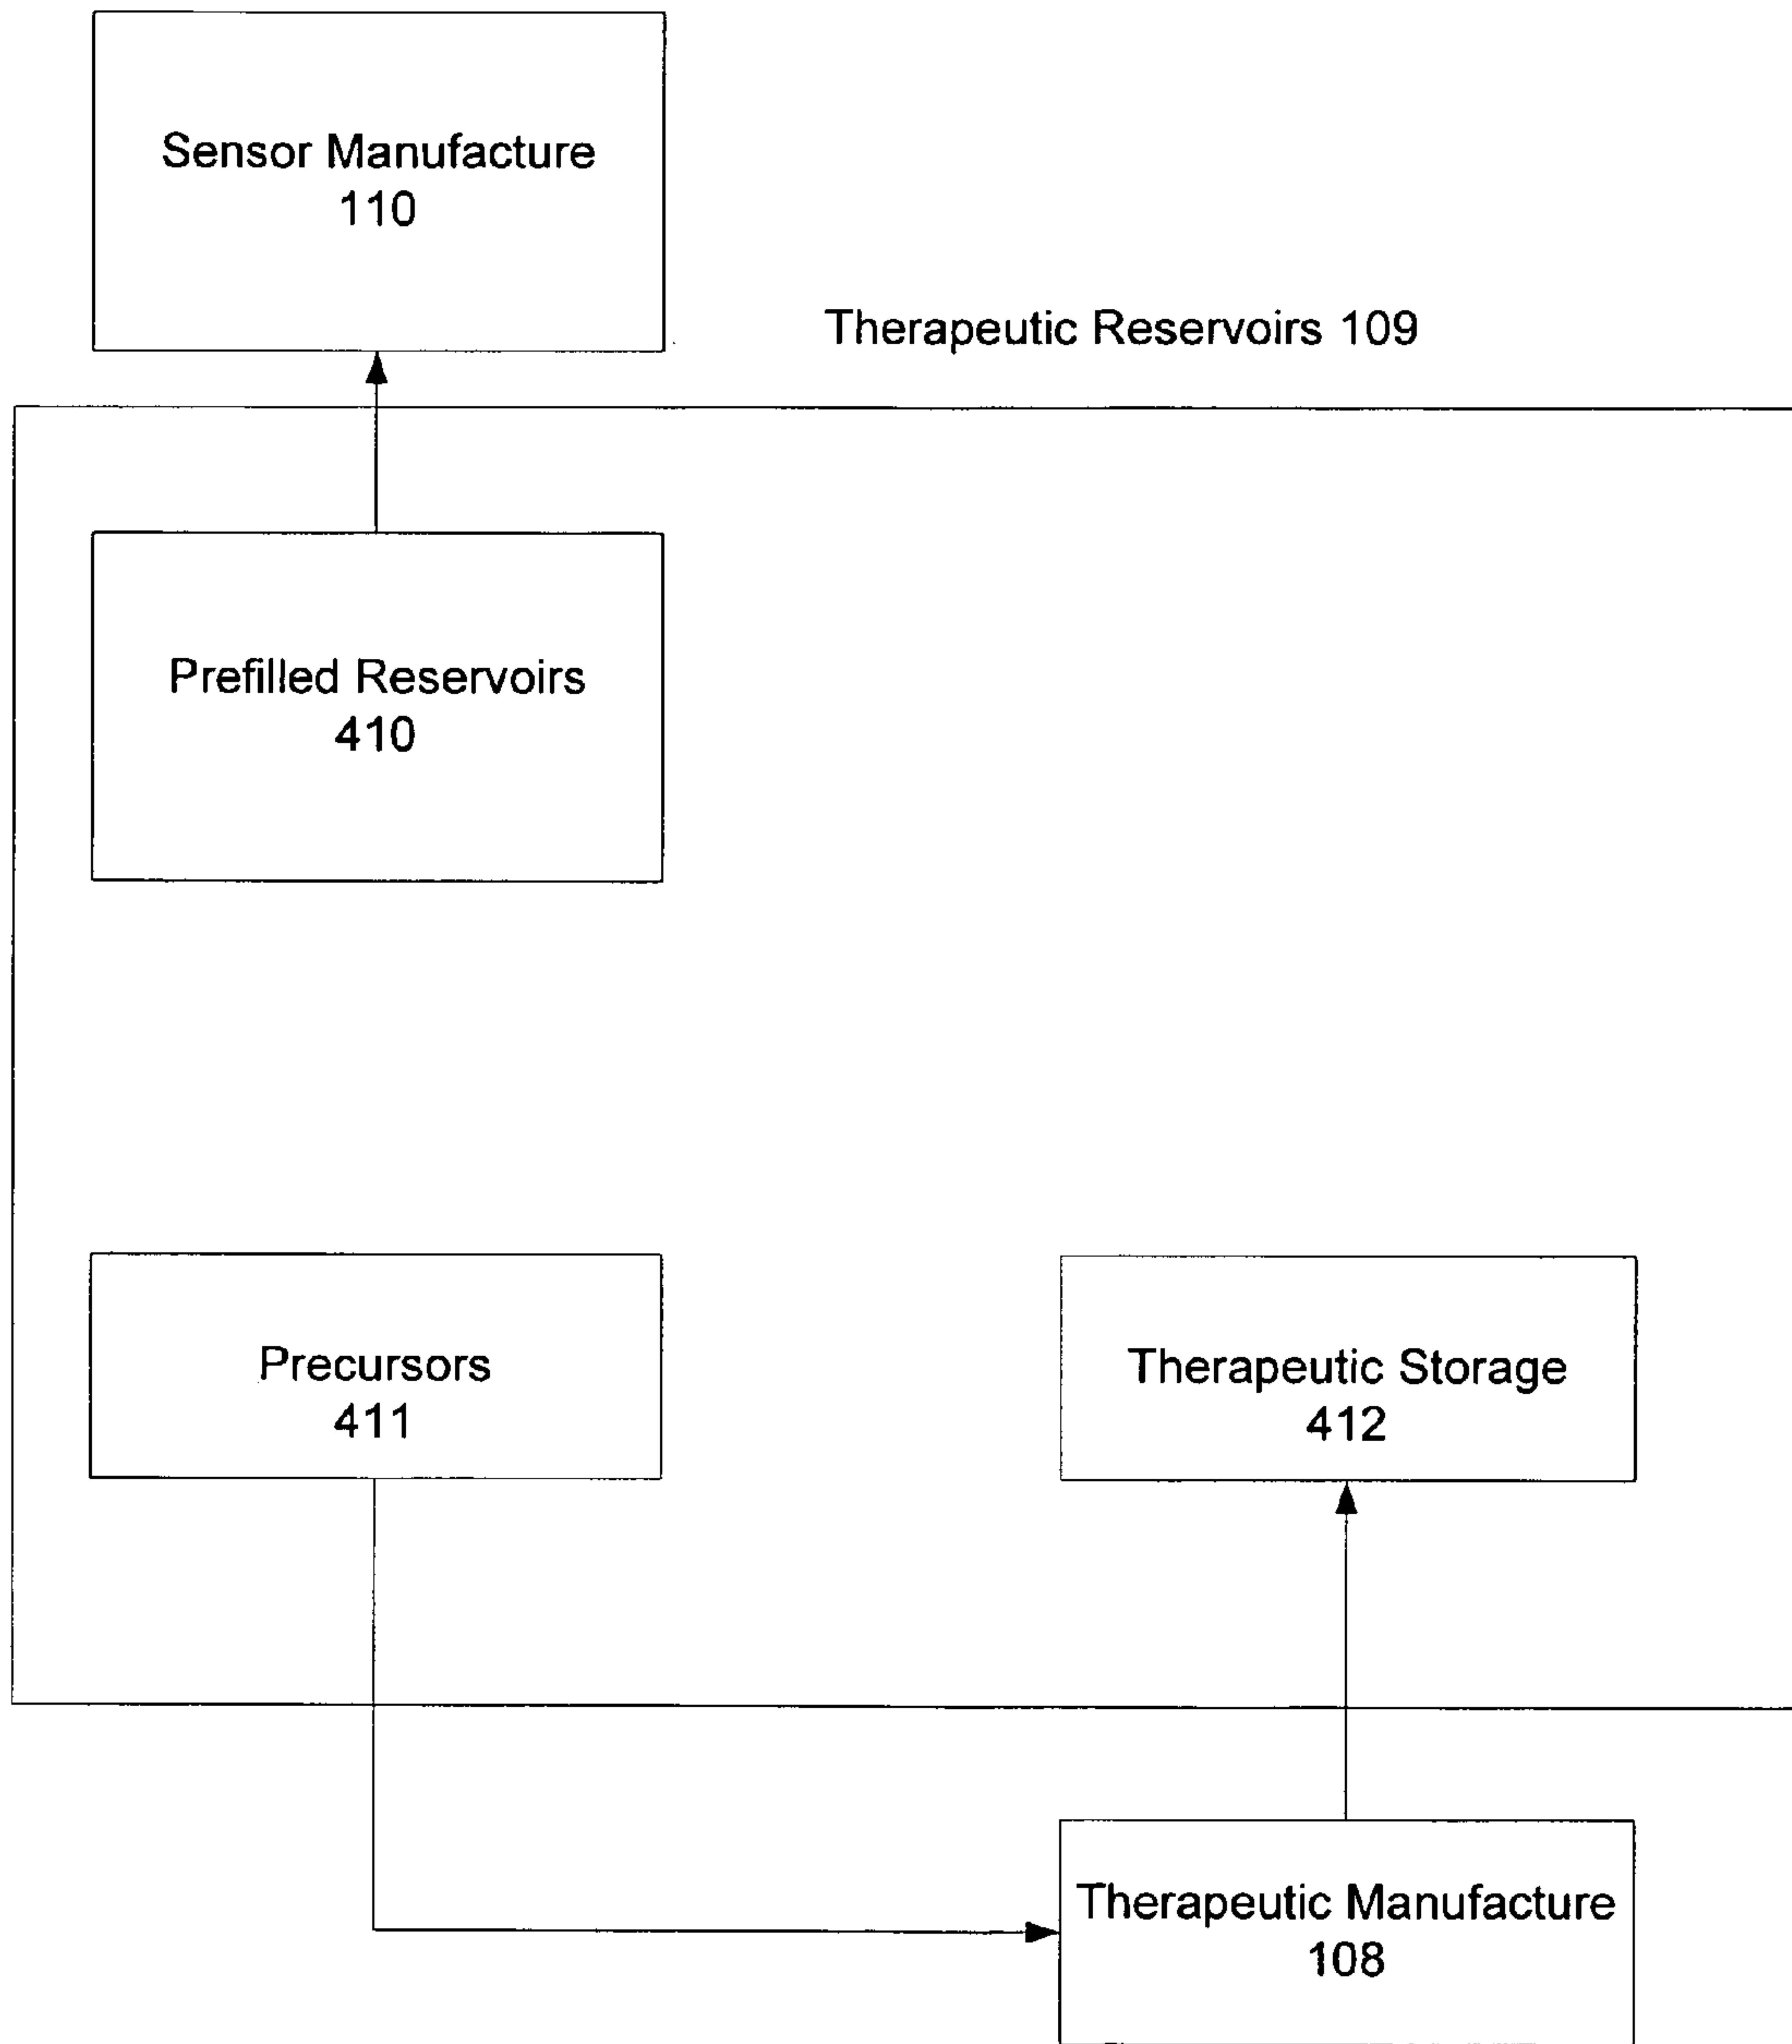 Sensor Manufacture
110
Therapeutic Reservoirs 109
Prefilled Reservoirs
410
Precursors
411
Therapeutic Storage
412
Therapeutic Manufacture
108